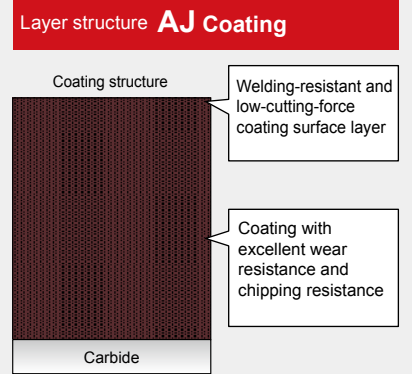 Layer structure AJ Coating
Coating structure
Welding-resistant and
low-cutting-force
coating surface layer
Coating with
excellent wear
resistance and
chipping resistance
Carbide